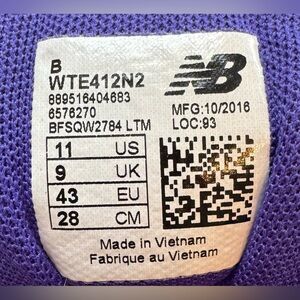 B
WTE412N2
889516404683
6576270
BFSQW2784 LTM
NB
MFG:10/2016
LOC:93
11 US
9 UK
43 EU
28 CM
Made in Vietnam
Fabrique au Vietnam